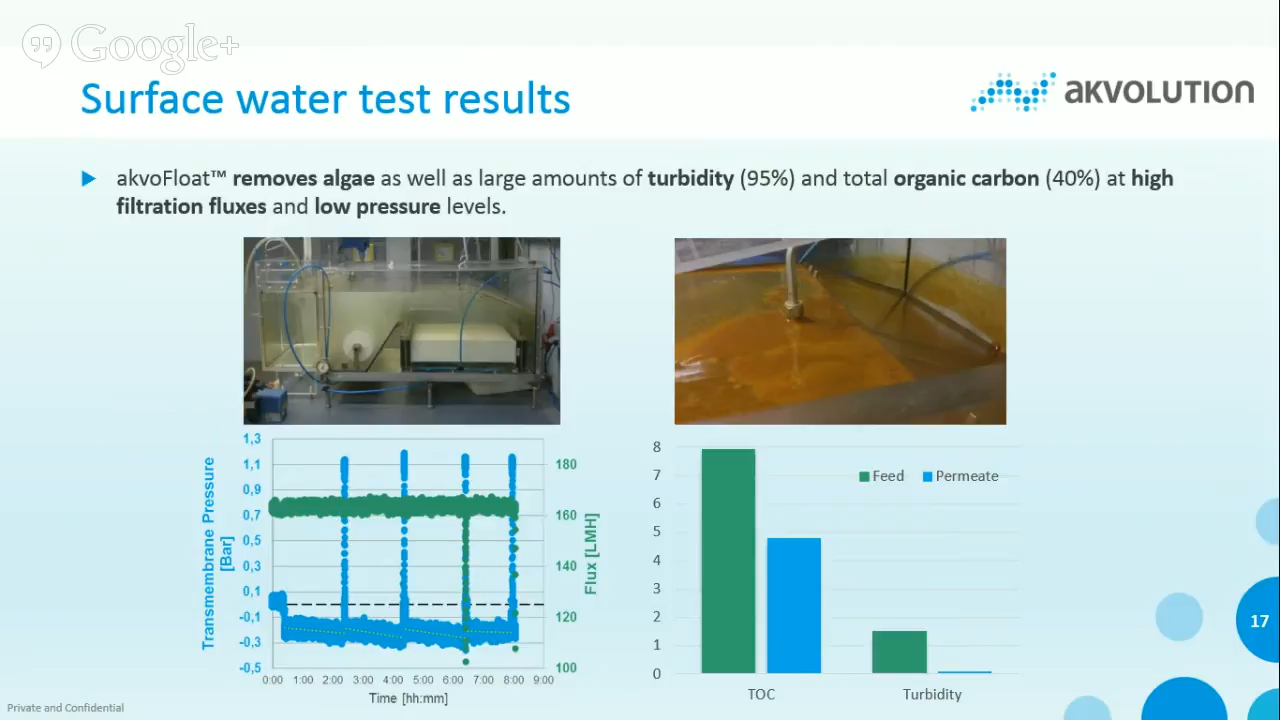 Google+
Surface water test results
AKVOLUTION
akvoFloat™ removes algae as well as large amounts of turbidity (95%) and total organic carbon (40%) at high
filtration fluxes and low pressure levels.
Transmembrane Pressure
[Bar]
1,3
1,1
0,9
0,7
0,5
0,3
0,1
-0,1
-0,3
-0,5
180
160
140
120
100
Flux [LMH]
0:00 1:00 2:00 3:00 4:00 5:00 6:00 7:00 8:00 9:00
Time [hh:mm]
8
7
6
5
4
3
2
1
0
Feed Permeate
TOC Turbidity
17
Private and Confidential